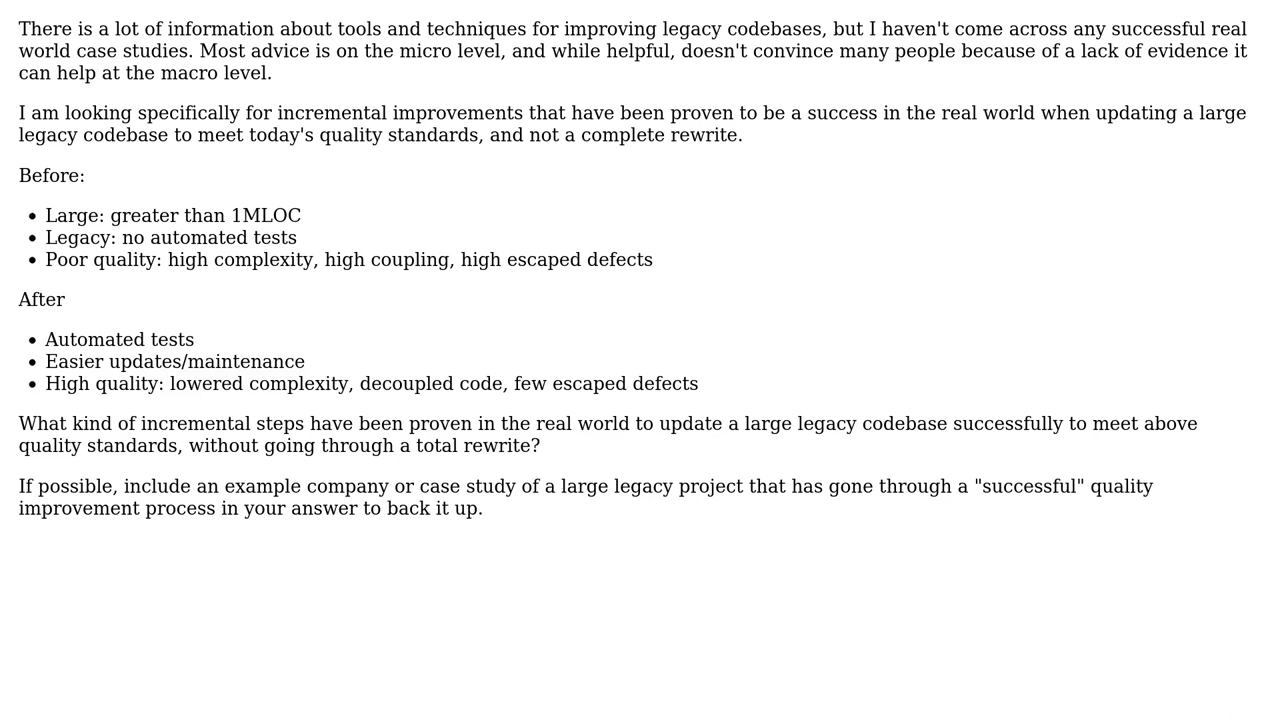 There is a lot of information about tools and techniques for improving legacy codebases, but I haven't come across any successful real
world case studies. Most advice is on the micro level, and while helpful, doesn't convince many people because of a lack of evidence it
can help at the macro level.
I am looking specifically for incremental improvements that have been proven to be a success in the real world when updating a large
legacy codebase to meet today's quality standards, and not a complete rewrite.
Before:
• Large: greater than 1MLOC
• Legacy: no automated tests
• Poor quality: high complexity, high coupling, high escaped defects
After
• Automated tests
• Easier updates/maintenance
• High quality: lowered complexity, decoupled code, few escaped defects
What kind of incremental steps have been proven in the real world to update a large legacy codebase successfully to meet above
quality standards, without going through a total rewrite?
If possible, include an example company or case study of a large legacy project that has gone through a "successful" quality
improvement process in your answer to back it up.